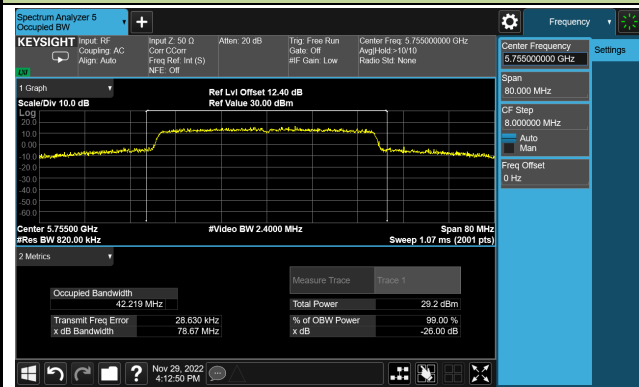 Spectrum Analyzer 5
Occupied BW
Frequency
KEYSIGHT
Input: RF
Coupling: AC
Align: Auto
Input Z: 50 Ω
Corr CCorr
Freq Ref: Int (S)
NFE: Off
Atten: 20 dB
Trig: Free Run
Gate: Off
#IF Gain: Low
Center Freq: 5.755000000 GHz
Avg|Hold:>10/10
Radio Std: None
LXI
Center Frequency
5.755000000 GHz
Settings
Span
80.000 MHz
CF Step
8.000000 MHz
Auto
Man
Freq Offset
0 Hz
1 Graph
Scale/Div 10.0 dB
Ref Lvl Offset 12.40 dB
Ref Value 30.00 dBm
Log
20.0
10.0
0.00
-10.0
-20.0
-30.0
-40.0
-50.0
-60.0
Center 5.75500 GHz
#Res BW 820.00 kHz
#Video BW 2.4000 MHz
Span 80 MHz
Sweep 1.07 ms (2001 pts)
2 Metrics
Measure Trace
Trace 1
Occupied Bandwidth
42.219 MHz
Total Power
29.2 dBm
Transmit Freq Error
28.630 kHz
% of OBW Power
99.00 %
x dB Bandwidth
78.67 MHz
x dB
-26.00 dB
?
Nov 29, 2022
4:12:50 PM